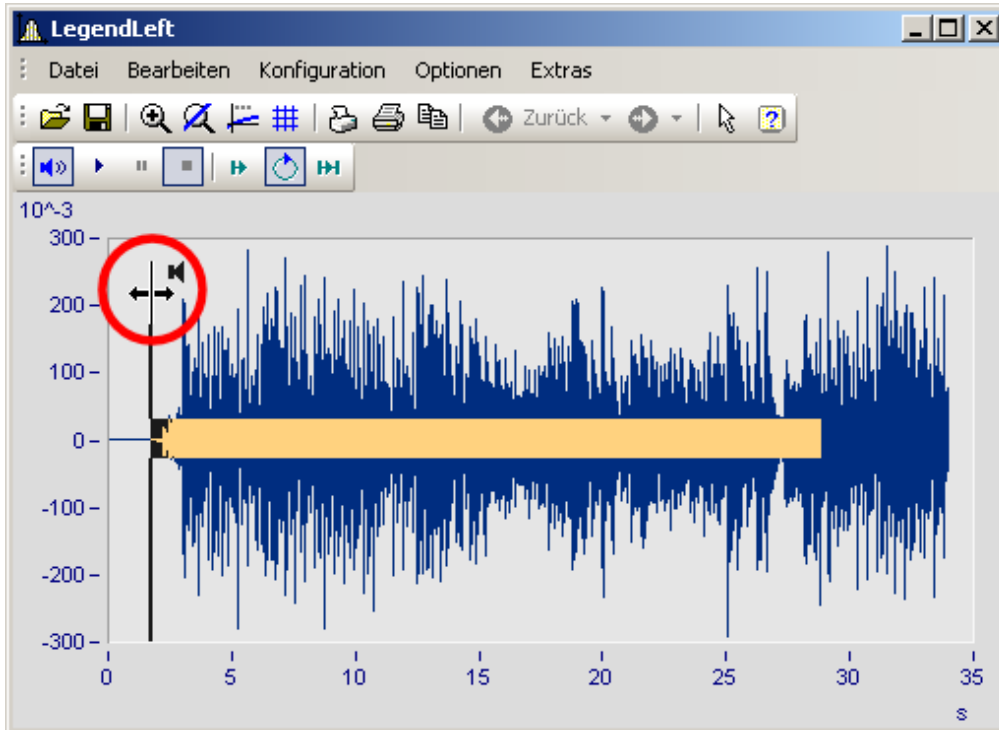 LegendLeft
Datei Bearbeiten Konfiguration Optionen Extras
Zurück
10^-3
300
200
100
0
-100
-200
-300
0 5 10 15 20 25 30 35
s